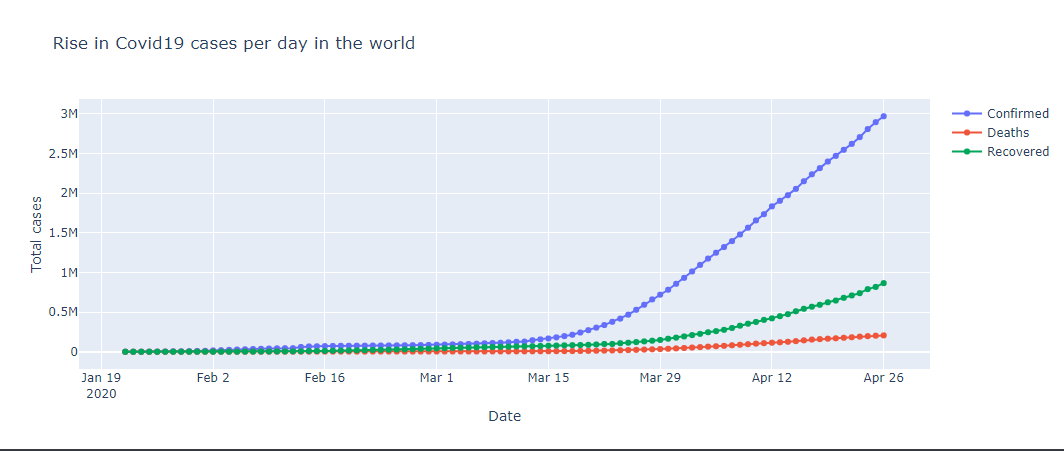 Rise in Covid19 cases per day in the world
3M
2.5M
2M
1.5M
1M
0.5M
0
Total cases
Jan 19
2020
Feb 2
Feb 16
Mar 1
Mar 15
Mar 29
Apr 12
Apr 26
Date
Confirmed
Deaths
Recovered